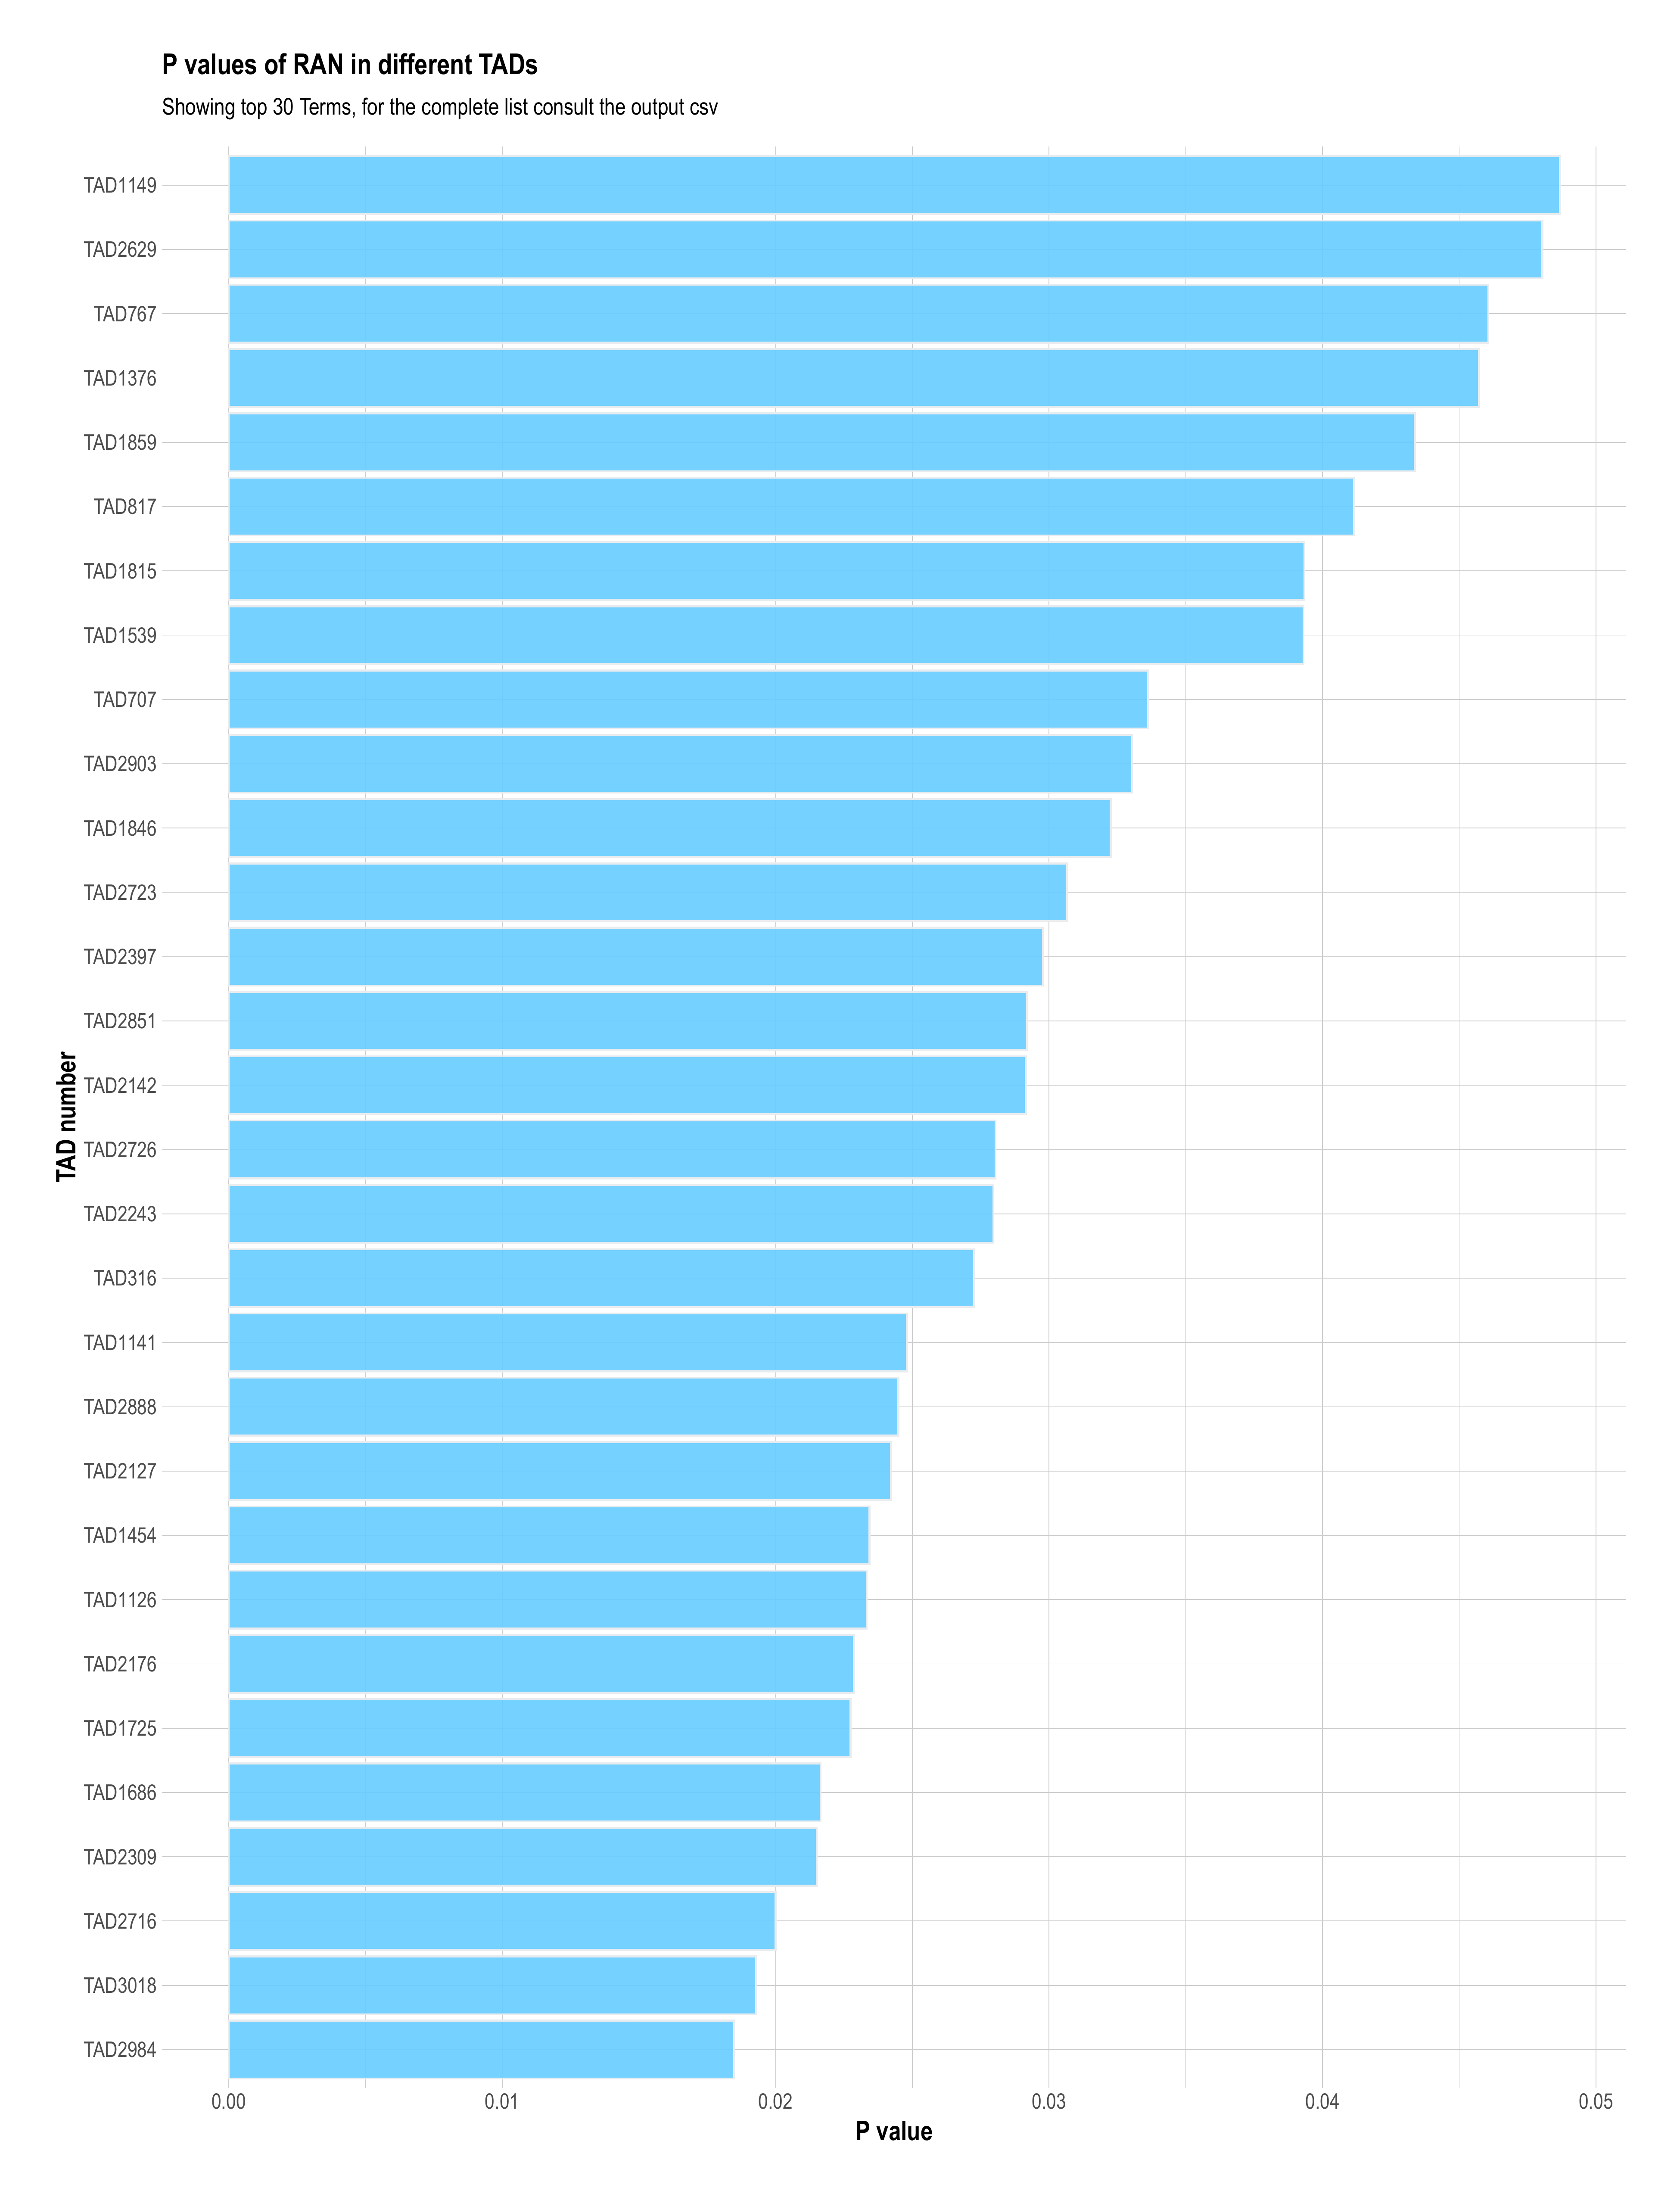 P values of RAN in different TADs
Showing top 30 Terms, for the complete list consult the output csv
TAD1149
TAD2629
TAD767
TAD1376
TAD1859
TAD817
TAD1815
TAD1539
TAD707
TAD2903
TAD1846
TAD2723
TAD2397
TAD2851
TAD2142
TAD2726
TAD2243
TAD316
TAD1141
TAD2888
TAD2127
TAD1454
TAD1126
TAD2176
TAD1725
TAD1686
TAD2309
TAD2716
TAD3018
TAD2984
TAD number
0.00 0.01 0.02 0.03 0.04 0.05
P value